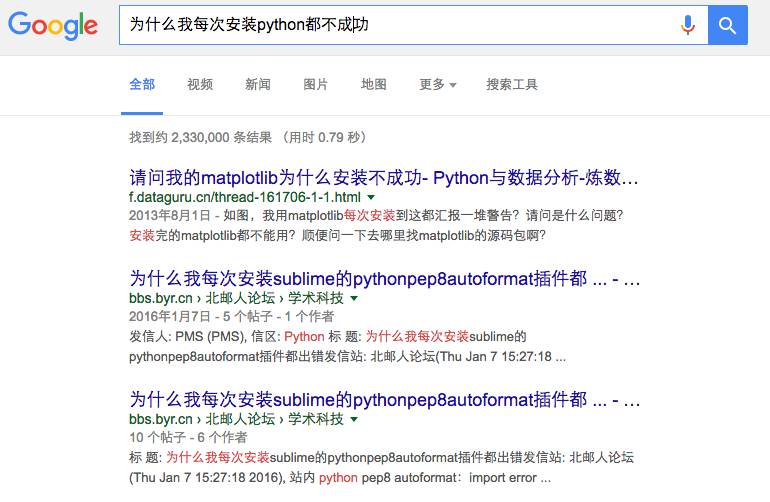 Google 为什么我每次安装python都不成功
全部 视频 新闻 图片 地图 更多 搜索工具
找到约 2,330,000 条结果 （用时 0.79 秒）
请问我的matplotlib为什么安装不成功- Python与数据分析-炼数...
f.dataguru.cn/thread-161706-1-1.html
2013年8月1日 - 如图，我用matplotlib每次安装到这都汇报一堆警告？请问是什么问题？
安装完的matplotlib都不能用？顺便问一下去哪里找matplotlib的源码包啊？
为什么我每次安装sublime的pythonpep8autoformat插件都 ... - ...
bbs.byr.cn › 北邮人论坛 › 学术科技
2016年1月7日 - 5 个帖子 - 1 个作者
发信人: PMS (PMS), 信区: Python 标 题: 为什么我每次安装sublime的
pythonpep8autoformat插件都出错发信站: 北邮人论坛(Thu Jan 7 15:27:18 ...
为什么我每次安装sublime的pythonpep8autoformat插件都 ... - ...
bbs.byr.cn › 北邮人论坛 › 学术科技
10 个帖子 - 6 个作者
标 题: 为什么我每次安装sublime的pythonpep8autoformat插件都出错发信站: 北邮人论坛
(Thu Jan 7 15:27:18 2016), 站内 python pep8 autoformat：import error ...